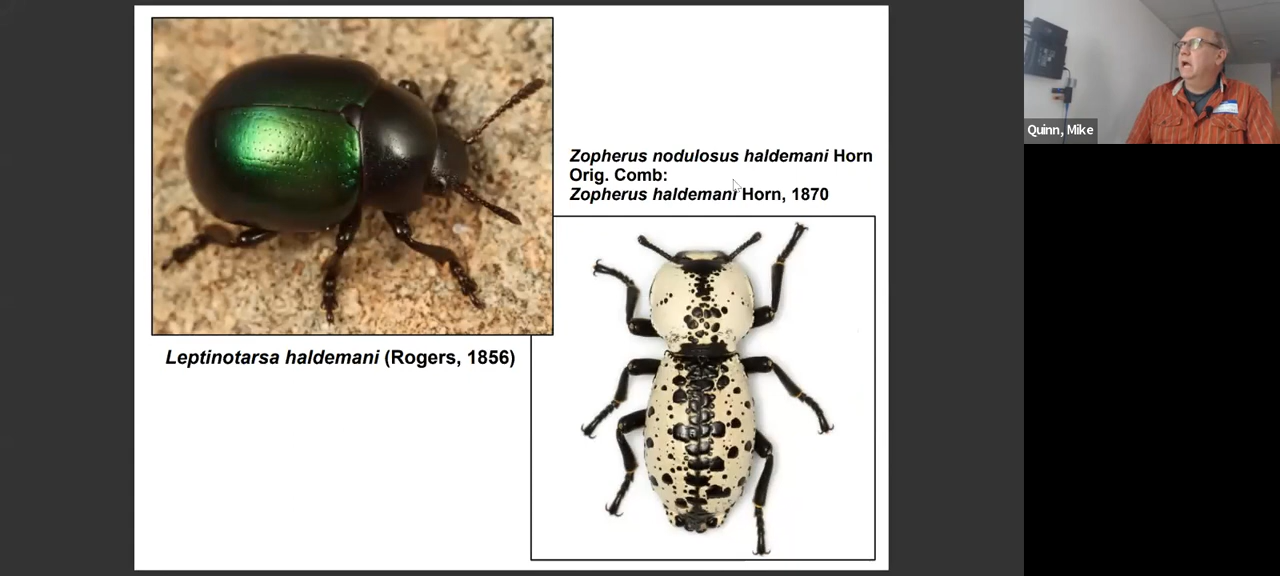 Zopherus nodulosus haldemani Horn
Orig. Comb:
Zopherus haldemani Horn, 1870
Leptinotarsa haldemani (Rogers, 1856)
Quinn, Mike